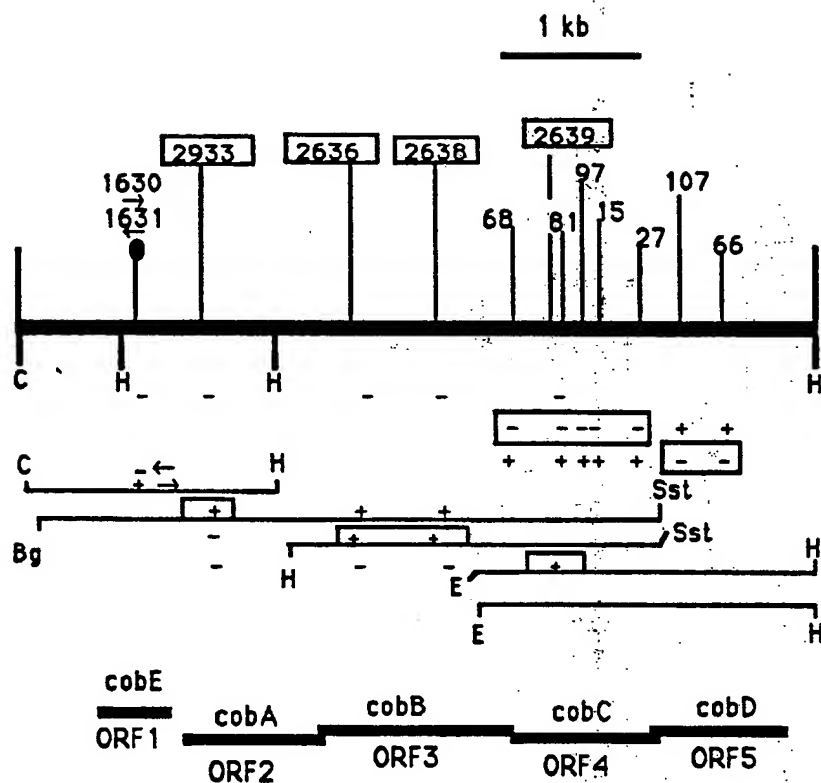 1 kb
2933 2636 2638 2639
1630 → 97 107
1631 ← 68 81 15 27 66
C H H H
- - - - -
- - -- - + +
+ + ++ + - -
C - ← H
+ → Sst
+ + +
Bg - + + Sst
- H - - E + H
E H
cobE
cobA cobB cobC cobD
ORF1 ORF2 ORF3 ORF4 ORF5